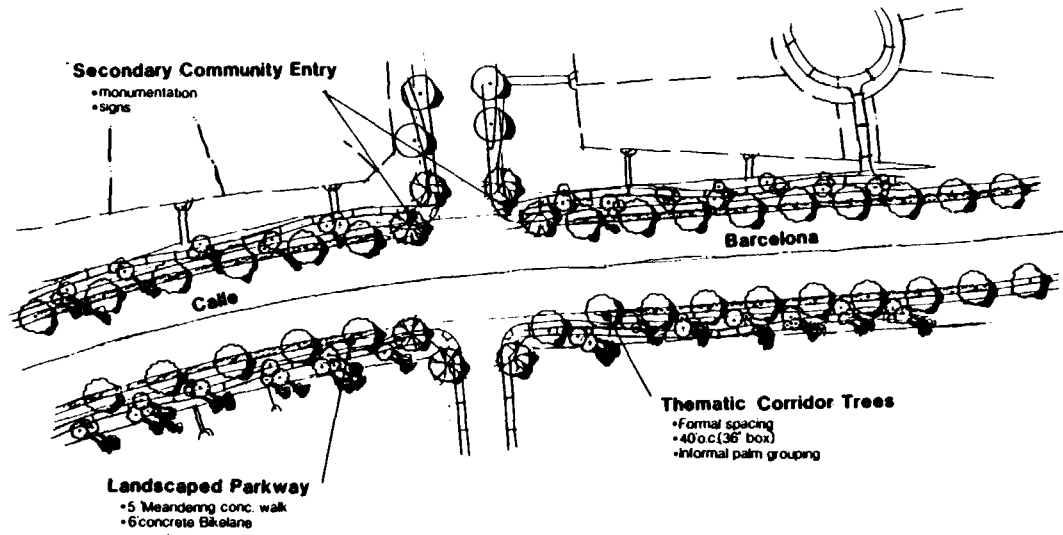 Secondary Community Entry
•monumentation
•signs
Barcelona
Calle
Thematic Corridor Trees
•Formal spacing
•40'o.c.(36" box)
•Informal palm grouping
Landscaped Parkway
•5 'Meandering conc. walk
•6'concrete Bikelane